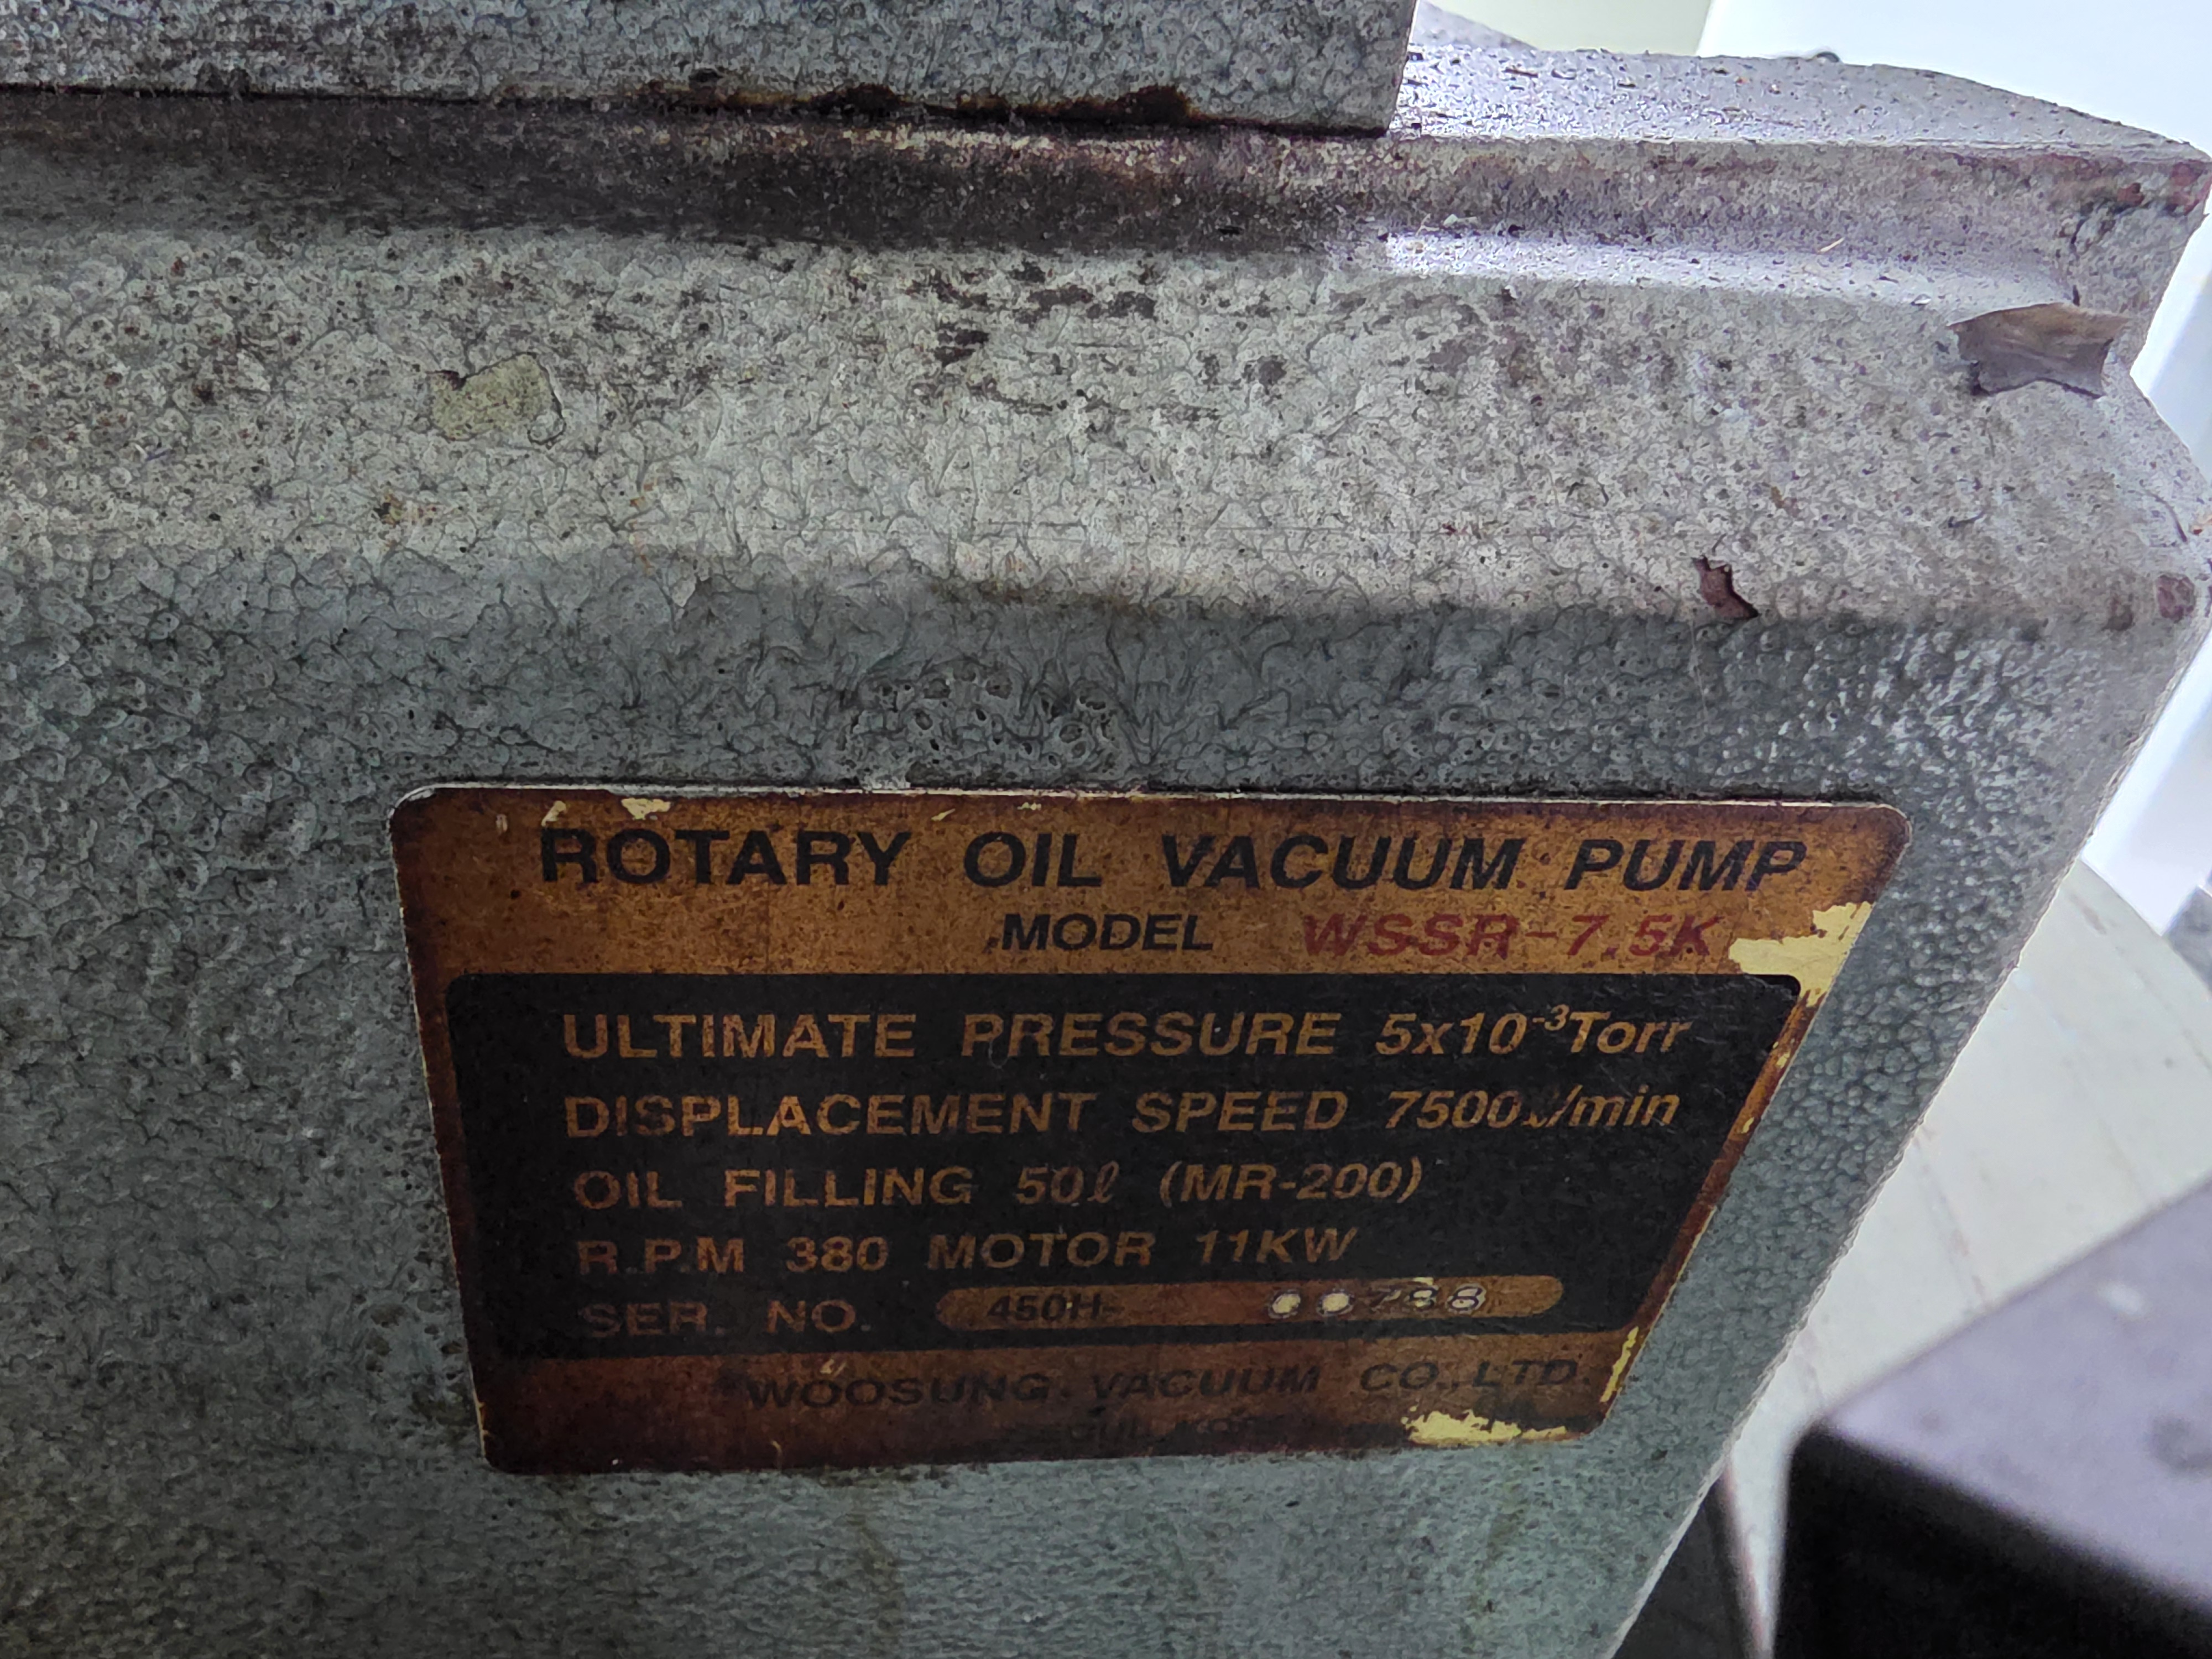 ROTARY OIL VACUUM PUMP
MODEL WSSR-7.5K
ULTIMATE PRESSURE 5x10⁻³Torr
DISPLACEMENT SPEED 7500ℓ/min
OIL FILLING 50ℓ (MR-200)
R.P.M 380 MOTOR 11KW
SER. NO. 450H-
WOOSUNG VACUUM CO., LTD.